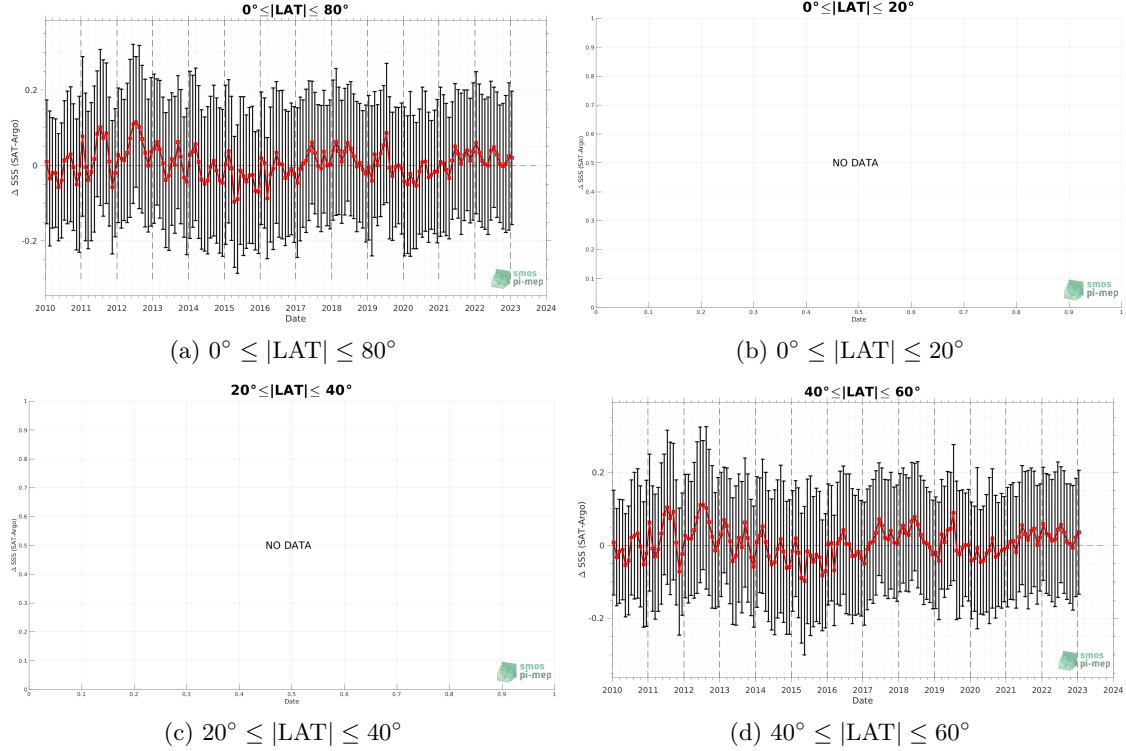 0°≤|LAT|≤ 80°
Δ SSS (SAT-Argo)
0.2
0
-0.2
smos
pi-mep
2010 2011 2012 2013 2014 2015 2016 2017 2018 2019 2020 2021 2022 2023 2024
Date
(a) 0° ≤ |LAT| ≤ 80°
0°≤|LAT|≤ 20°
Δ SSS (SAT-Argo)
1
0.9
0.8
0.7
0.6
0.5
0.4
0.3
0.2
0.1
0
NO DATA
smos
pi-mep
0 0.1 0.2 0.3 0.4 0.5 0.6 0.7 0.8 0.9 1
Date
(b) 0° ≤ |LAT| ≤ 20°
20°≤|LAT|≤ 40°
Δ SSS (SAT-Argo)
1
0.9
0.8
0.7
0.6
0.5
0.4
0.3
0.2
0.1
0
NO DATA
smos
pi-mep
0 0.1 0.2 0.3 0.4 0.5 0.6 0.7 0.8 0.9 1
Date
(c) 20° ≤ |LAT| ≤ 40°
40°≤|LAT|≤ 60°
Δ SSS (SAT-Argo)
0.2
0
-0.2
smos
pi-mep
2010 2011 2012 2013 2014 2015 2016 2017 2018 2019 2020 2021 2022 2023 2024
Date
(d) 40° ≤ |LAT| ≤ 60°